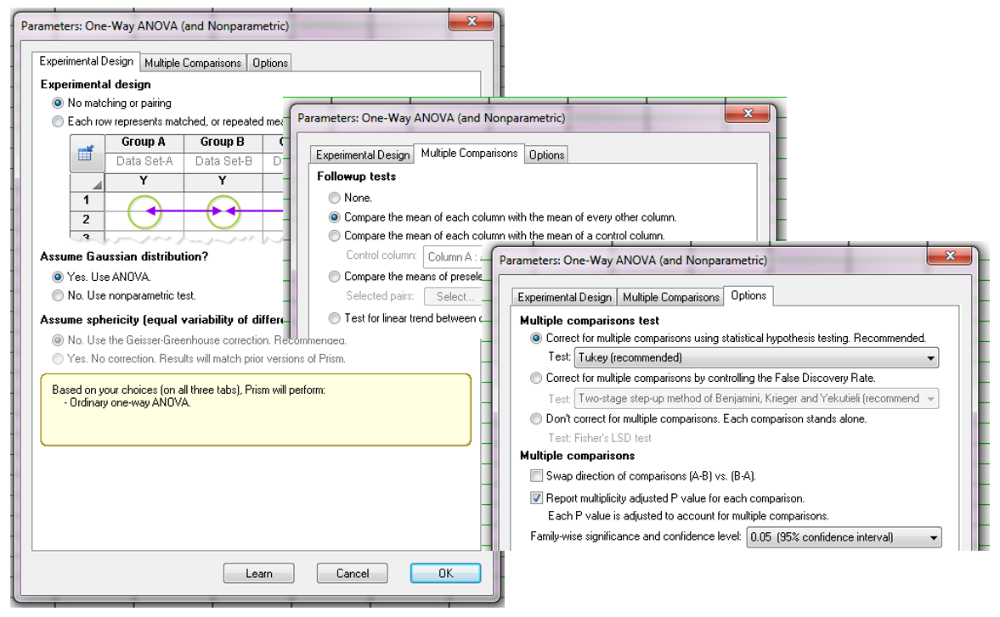 Parameters: One-Way ANOVA (and Nonparametric)
Experimental Design Multiple Comparisons Options
Experimental design
No matching or pairing
Each row represents matched, or repeated mea
Group A Group B
Data Set-A Data Set-B D
Y Y
1
2
3
Assume Gaussian distribution?
Yes. Use ANOVA.
No. Use nonparametric test.
Assume sphericity (equal variability of differe
No. Use the Geisser-Greenhouse correction. Recommended.
Yes. No correction. Results will match prior versions of Prism.
Based on your choices (on all three tabs), Prism will perform:
- Ordinary one-way ANOVA.
Learn Cancel OK
Parameters: One-Way ANOVA (and Nonparametric)
Experimental Design Multiple Comparisons Options
Followup tests
None.
Compare the mean of each column with the mean of every other column.
Compare the mean of each column with the mean of a control column.
Control column: Column A :
Compare the means of presele
Selected pairs: Select...
Test for linear trend between
Parameters: One-Way ANOVA (and Nonparametric)
Experimental Design Multiple Comparisons Options
Multiple comparisons test
Correct for multiple comparisons using statistical hypothesis testing. Recommended.
Test: Tukey (recommended)
Correct for multiple comparisons by controlling the False Discovery Rate.
Test: Two-stage step-up method of Benjamini, Krieger and Yekutieli (recommend
Don't correct for multiple comparisons. Each comparison stands alone.
Test: Fisher's LSD test
Multiple comparisons
Swap direction of comparisons (A-B) vs. (B-A).
Report multiplicity adjusted P value for each comparison.
Each P value is adjusted to account for multiple comparisons.
Family-wise significance and confidence level: 0.05 (95% confidence interval)